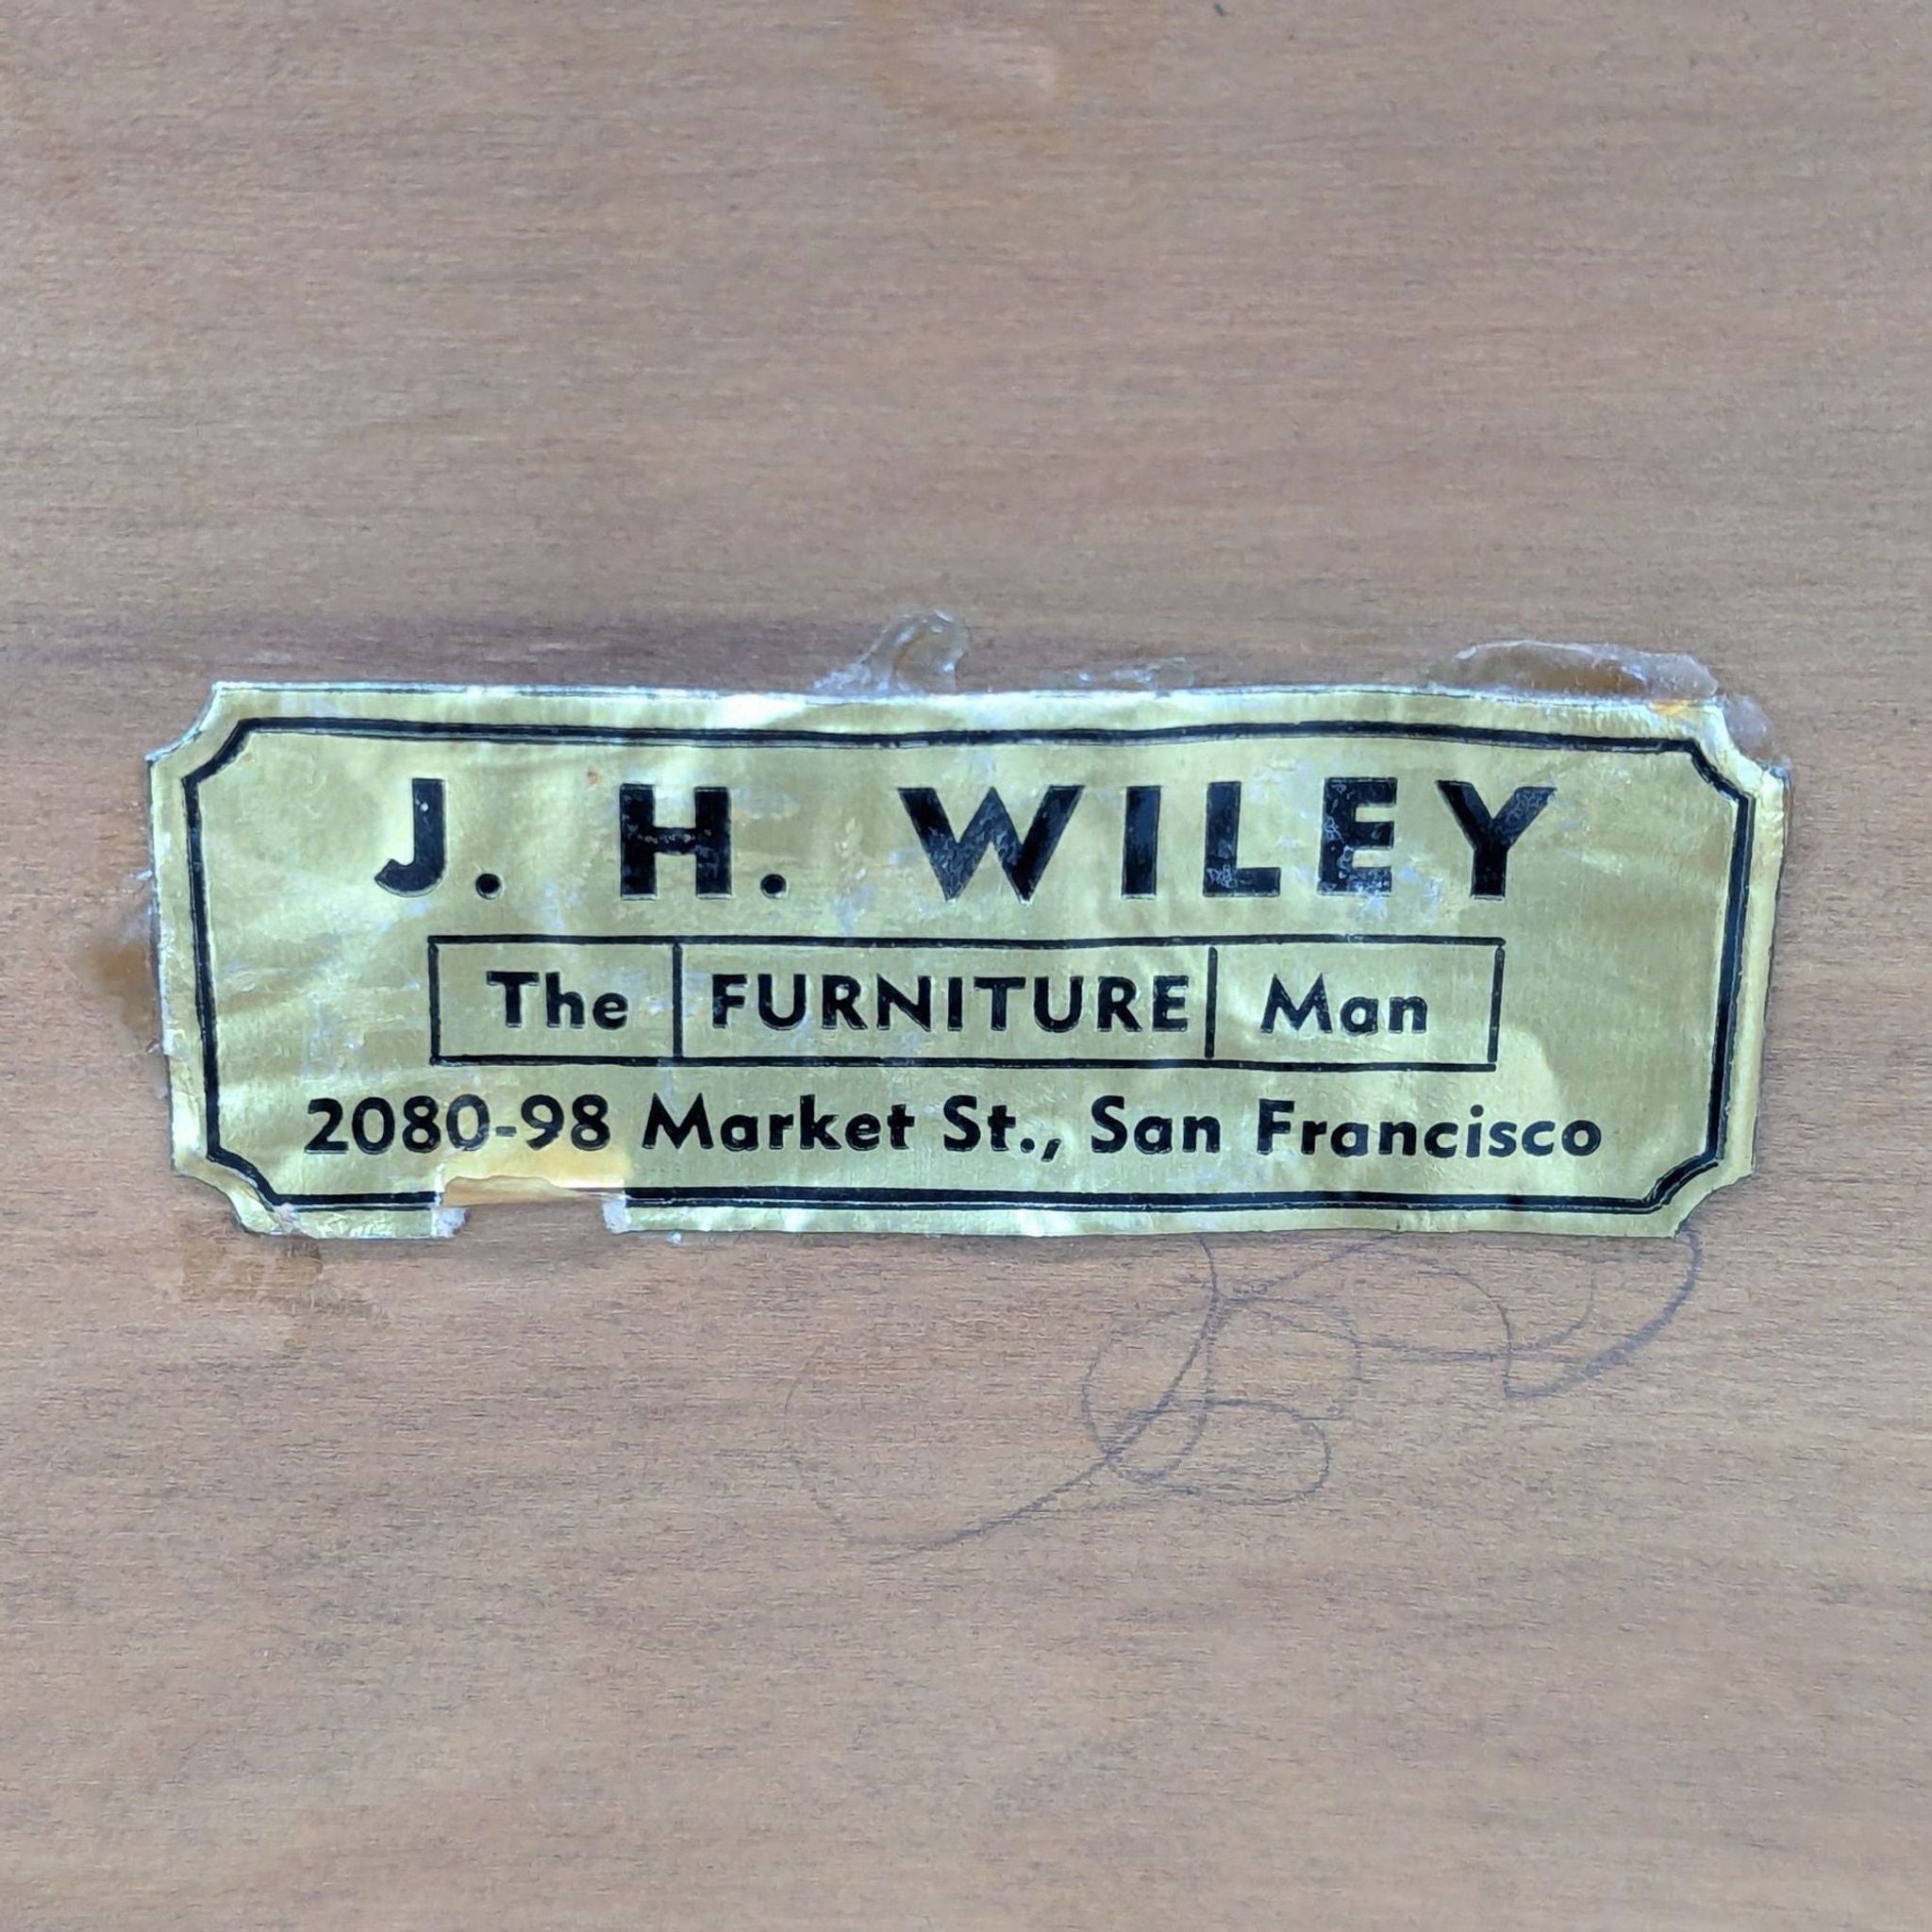 J. H. WILEY
The FURNITURE Man
2080-98 Market St., San Francisco